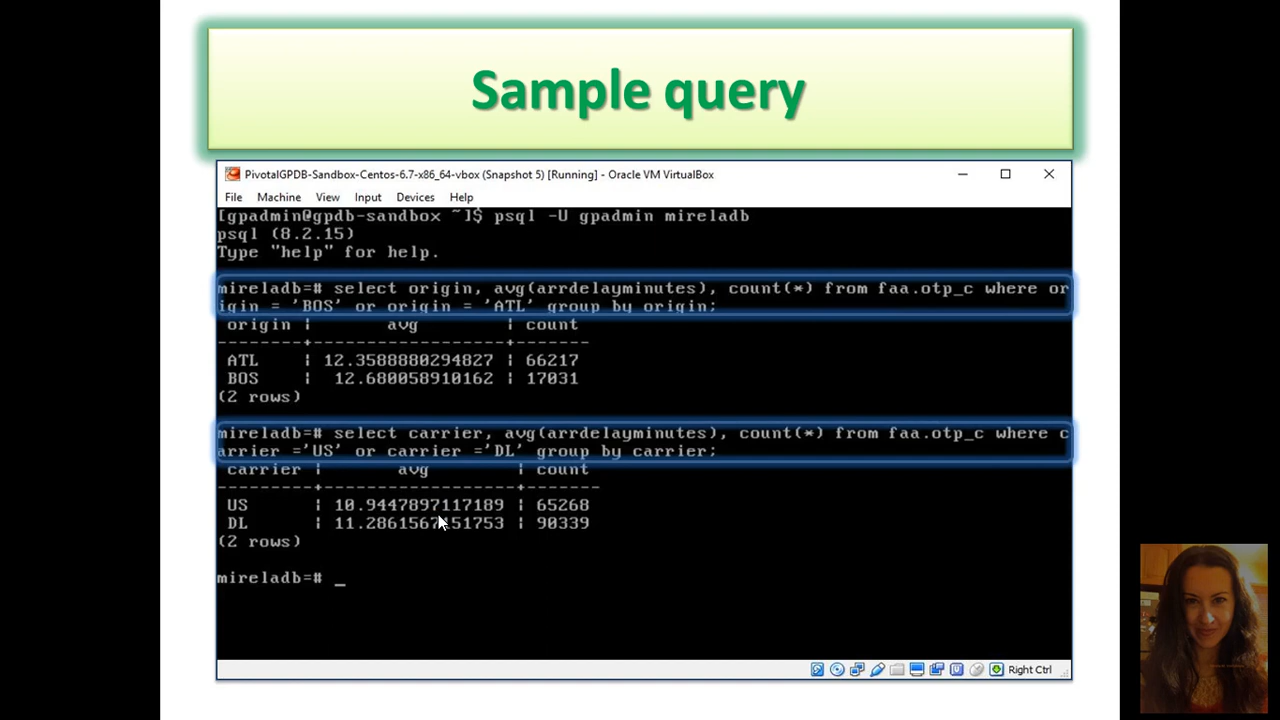 Sample query
PivotalGPDB-Sandbox-Centos-6.7-x86_64-vbox (Snapshot 5) [Running] - Oracle VM VirtualBox
File Machine View Input Devices Help
[gpadmin@gpdb-sandbox ~]$ psql -U gpadmin mireladb
psql (8.2.15)
Type "help" for help.
mireladb=# select origin, avg(arrdelayminutes), count(*) from faa.otp_c where or
igin = 'BOS' or origin = 'ATL' group by origin;
origin | avg | count
--------+------------------+-------
ATL | 12.3588880294827 | 66217
BOS | 12.680058910162 | 17031
(2 rows)
mireladb=# select carrier, avg(arrdelayminutes), count(*) from faa.otp_c where c
arrier ='US' or carrier ='DL' group by carrier;
carrier | avg | count
---------+------------------+-------
US | 10.9447897117189 | 65268
DL | 11.2861567151753 | 90339
(2 rows)
mireladb=# _
Right Ctrl